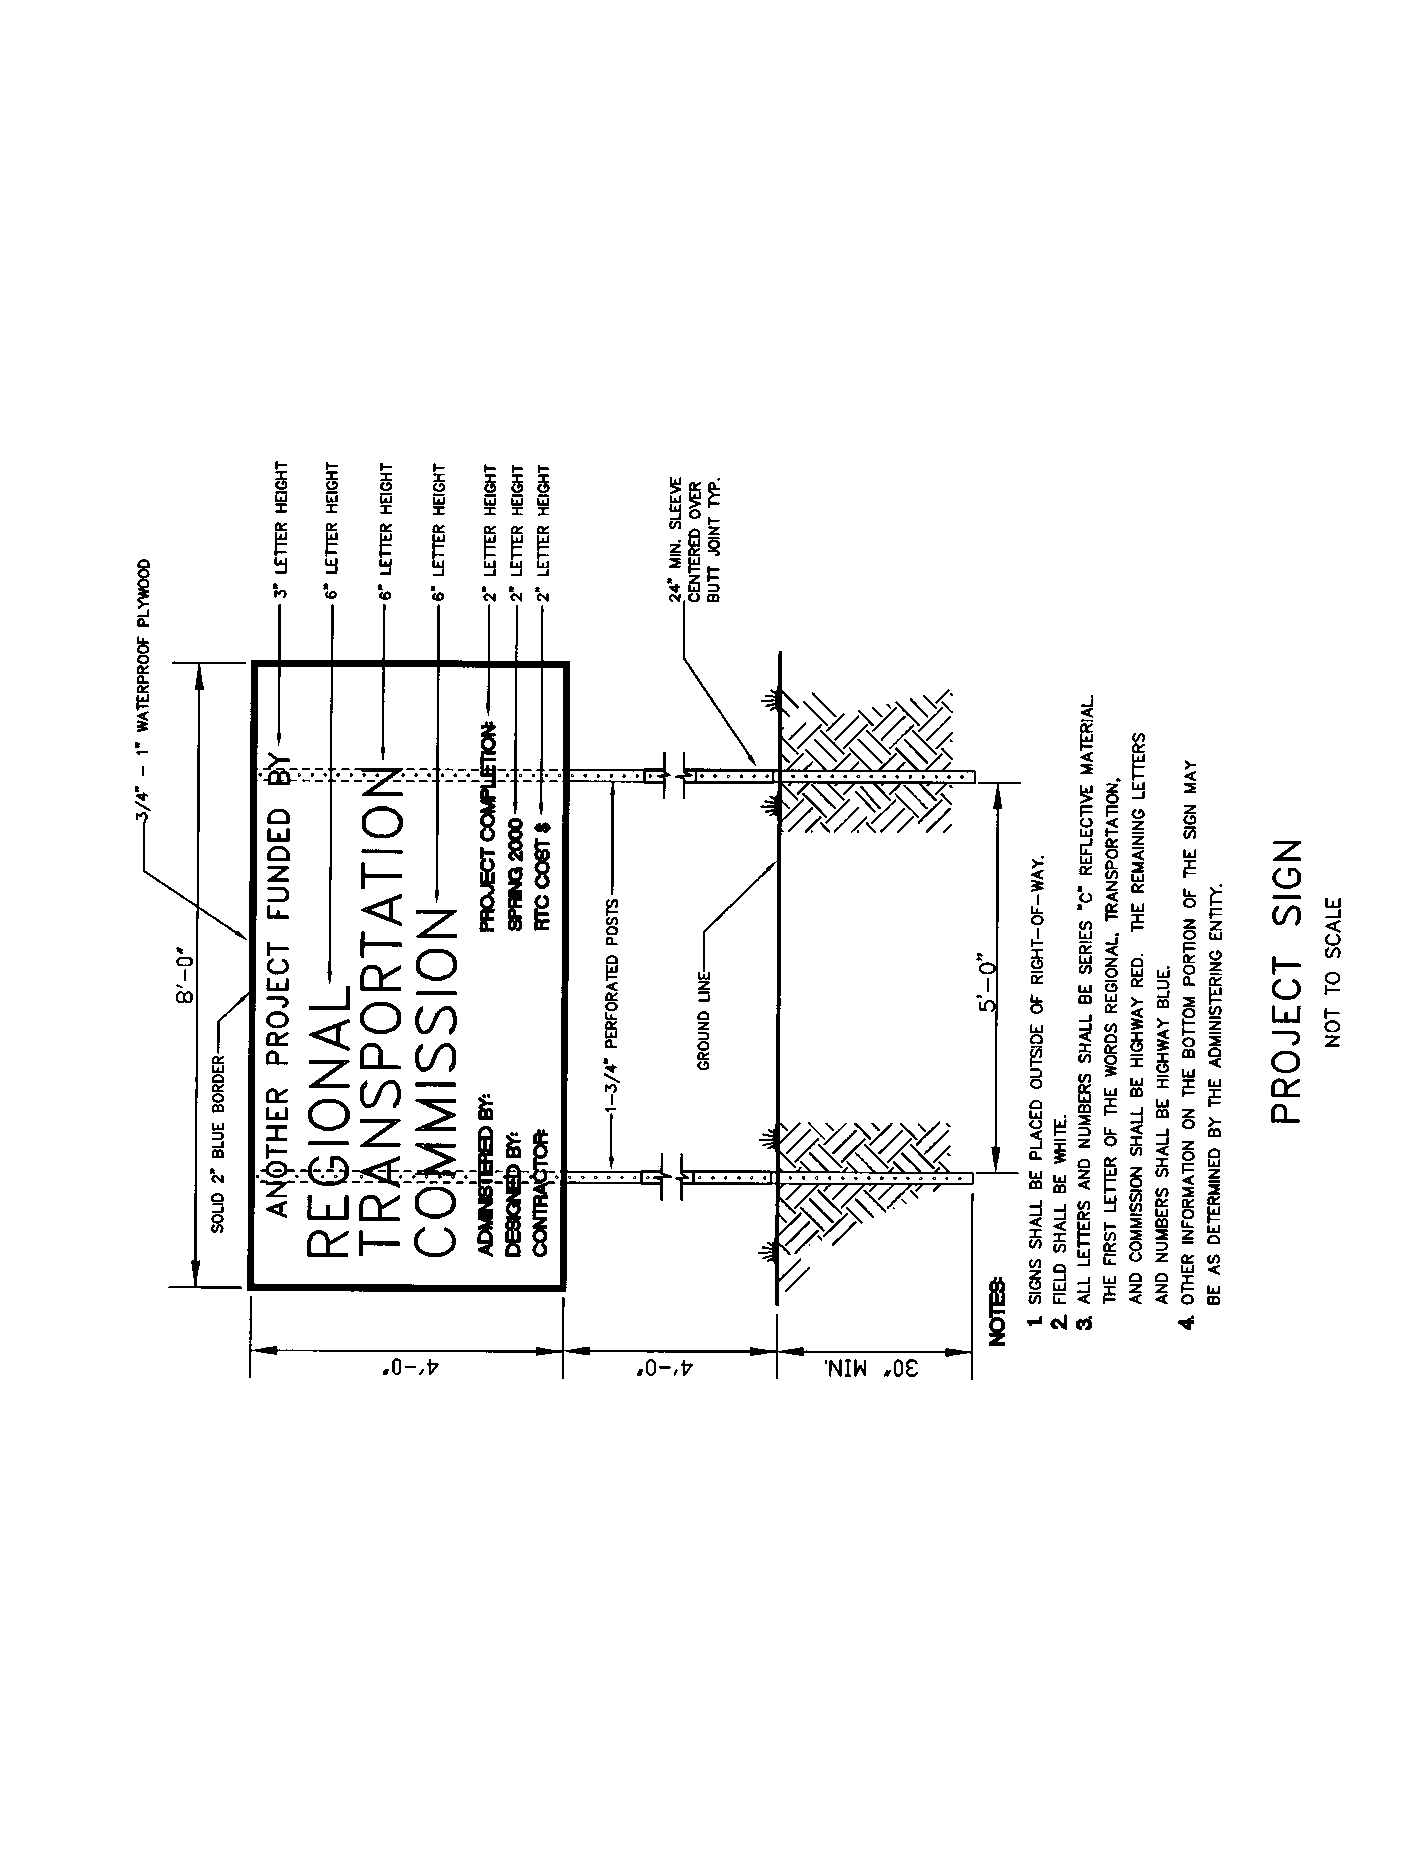 3/4" - 1" WATERPROOF PLYWOOD
8'-0"
SOLID 2" BLUE BORDER
ANOTHER PROJECT FUNDED BY
REGIONAL
TRANSPORTATION
COMMISSION
ADMINISTERED BY:
DESIGNED BY:
CONTRACTOR:
PROJECT COMPLETION:
SPRING 2000
RTC COST $
3" LETTER HEIGHT
6" LETTER HEIGHT
6" LETTER HEIGHT
6" LETTER HEIGHT
2" LETTER HEIGHT
2" LETTER HEIGHT
2" LETTER HEIGHT
4'-0"
4'-0"
30" MIN.
1-3/4" PERFORATED POSTS
24" MIN. SLEEVE
CENTERED OVER
BUTT JOINT TYP.
GROUND LINE
5'-0"
NOTES:
1. SIGNS SHALL BE PLACED OUTSIDE OF RIGHT-OF-WAY.
2. FIELD SHALL BE WHITE.
3. ALL LETTERS AND NUMBERS SHALL BE SERIES "C" REFLECTIVE MATERIAL.
THE FIRST LETTER OF THE WORDS REGIONAL, TRANSPORTATION,
AND COMMISSION SHALL BE HIGHWAY RED. THE REMAINING LETTERS
AND NUMBERS SHALL BE HIGHWAY BLUE.
4. OTHER INFORMATION ON THE BOTTOM PORTION OF THE SIGN MAY
BE AS DETERMINED BY THE ADMINISTERING ENTITY.
PROJECT SIGN
NOT TO SCALE